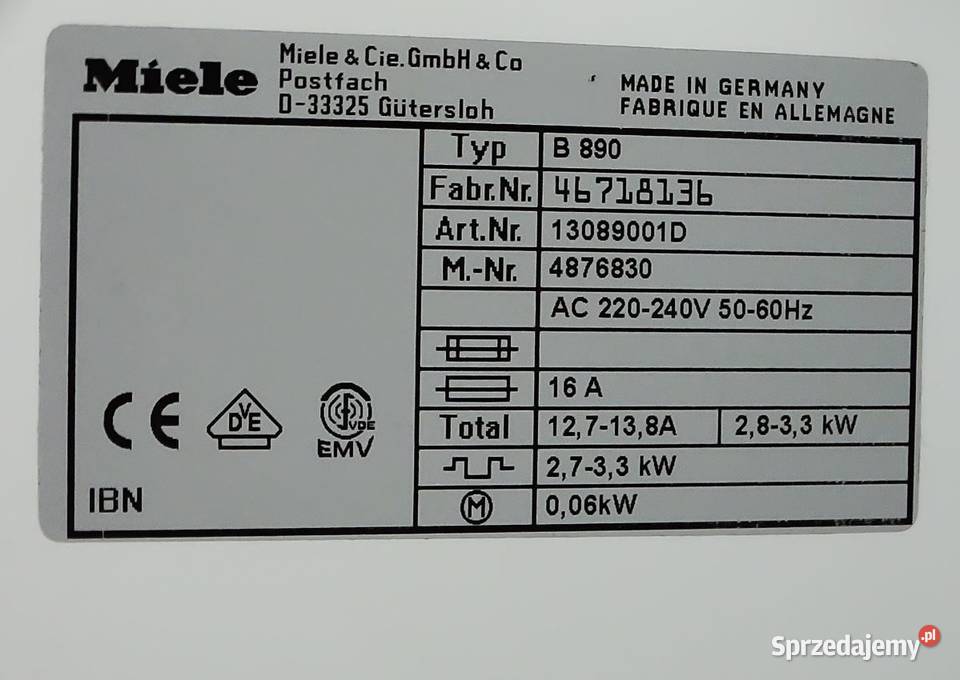 Miele
Miele & Cie. GmbH & Co
Postfach
D-33325 Gütersloh
MADE IN GERMANY
FABRIQUE EN ALLEMAGNE
Typ B 890
Fabr.Nr. 46718136
Art.Nr. 13089001D
M.-Nr. 4876830
AC 220-240V 50-60Hz
16 A
Total 12,7-13,8A 2,8-3,3 kW
2,7-3,3 kW
M 0,06kW
CE DVE VDE
EMV
IBN
Sprzedajemy.pl